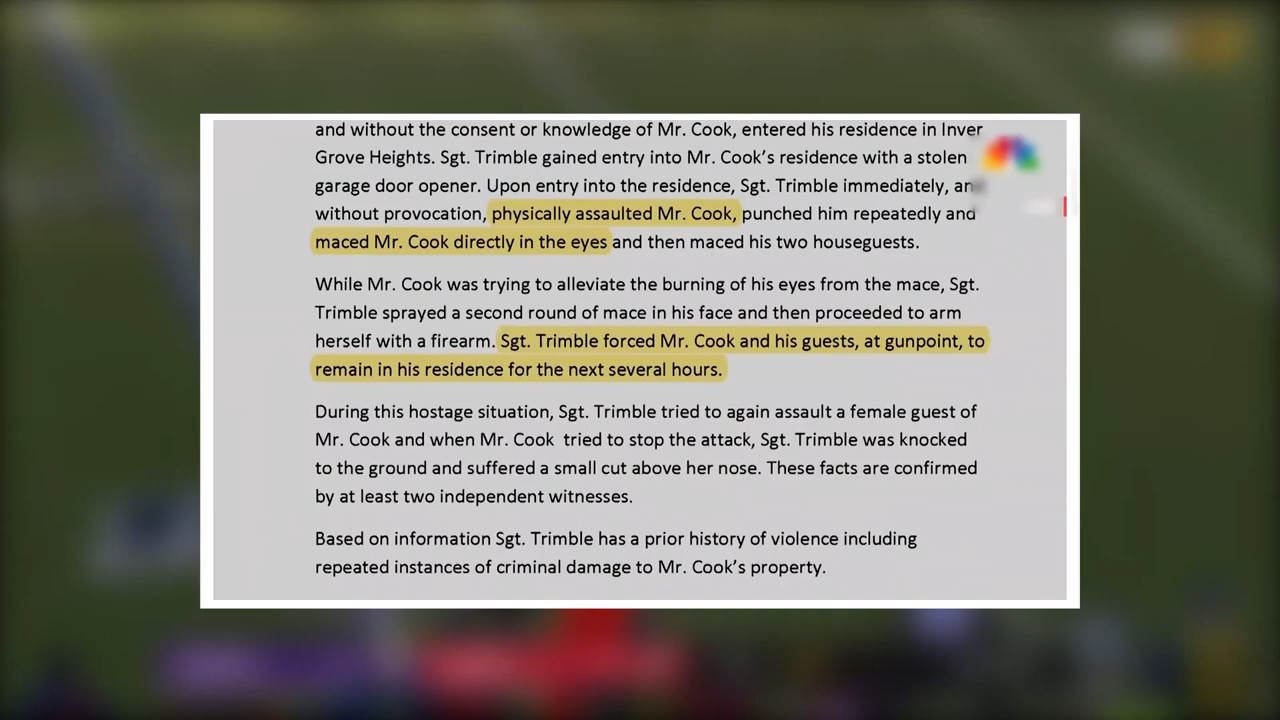 and without the consent or knowledge of Mr. Cook, entered his residence in Inver
Grove Heights. Sgt. Trimble gained entry into Mr. Cook’s residence with a stolen
garage door opener. Upon entry into the residence, Sgt. Trimble immediately, and
without provocation, physically assaulted Mr. Cook, punched him repeatedly and
maced Mr. Cook directly in the eyes and then maced his two houseguests.
While Mr. Cook was trying to alleviate the burning of his eyes from the mace, Sgt.
Trimble sprayed a second round of mace in his face and then proceeded to arm
herself with a firearm. Sgt. Trimble forced Mr. Cook and his guests, at gunpoint, to
remain in his residence for the next several hours.
During this hostage situation, Sgt. Trimble tried to again assault a female guest of
Mr. Cook and when Mr. Cook  tried to stop the attack, Sgt. Trimble was knocked
to the ground and suffered a small cut above her nose. These facts are confirmed
by at least two independent witnesses.
Based on information Sgt. Trimble has a prior history of violence including
repeated instances of criminal damage to Mr. Cook’s property.